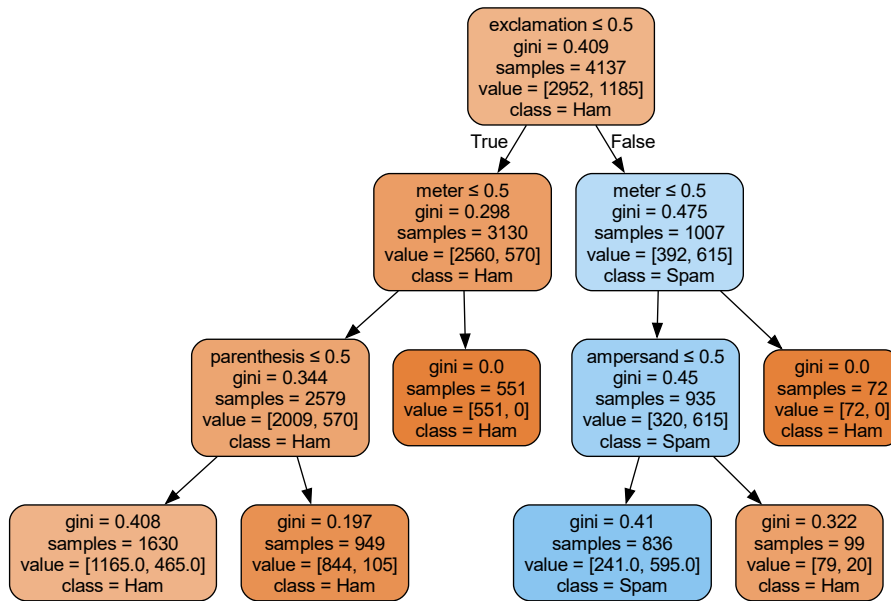 exclamation ≤ 0.5
gini = 0.409
samples = 4137
value = [2952, 1185]
class = Ham
True
False
meter ≤ 0.5
gini = 0.298
samples = 3130
value = [2560, 570]
class = Ham
meter ≤ 0.5
gini = 0.475
samples = 1007
value = [392, 615]
class = Spam
parenthesis ≤ 0.5
gini = 0.344
samples = 2579
value = [2009, 570]
class = Ham
gini = 0.0
samples = 551
value = [551, 0]
class = Ham
ampersand ≤ 0.5
gini = 0.45
samples = 935
value = [320, 615]
class = Spam
gini = 0.0
samples = 72
value = [72, 0]
class = Ham
gini = 0.408
samples = 1630
value = [1165.0, 465.0]
class = Ham
gini = 0.197
samples = 949
value = [844, 105]
class = Ham
gini = 0.41
samples = 836
value = [241.0, 595.0]
class = Spam
gini = 0.322
samples = 99
value = [79, 20]
class = Ham